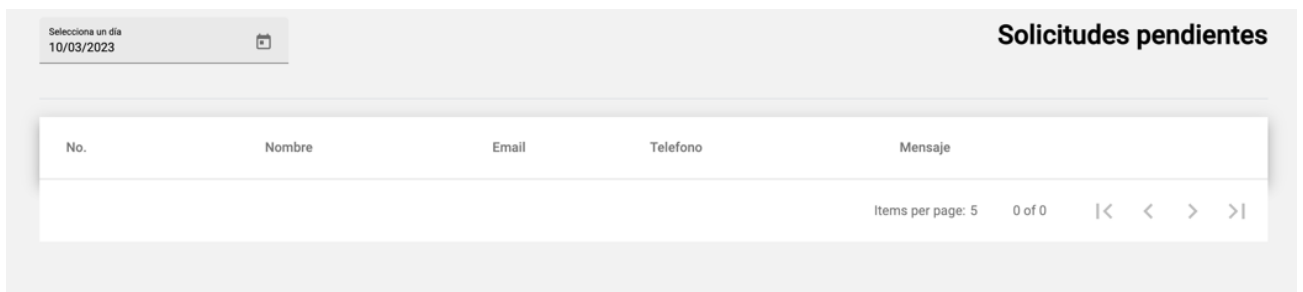 Selecciona un día
10/03/2023
Solicitudes pendientes
No. Nombre Email Telefono Mensaje
Items per page: 5 0 of 0